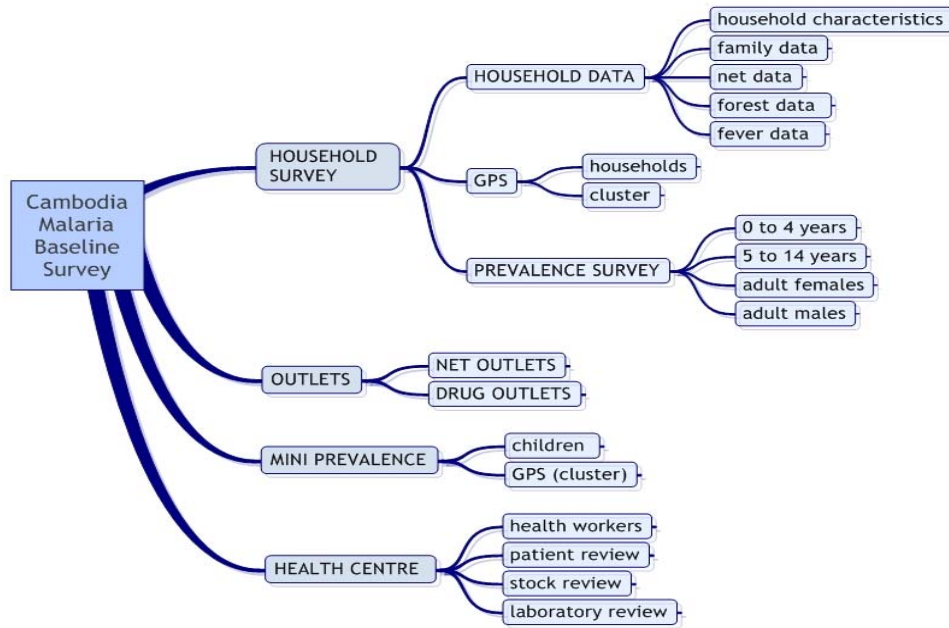 Cambodia
Malaria
Baseline
Survey
HOUSEHOLD
SURVEY
HOUSEHOLD DATA
household characteristics
family data
net data
forest data
fever data
GPS
households
cluster
PREVALENCE SURVEY
0 to 4 years
5 to 14 years
adult females
adult males
OUTLETS
NET OUTLETS
DRUG OUTLETS
MINI PREVALENCE
children
GPS (cluster)
HEALTH CENTRE
health workers
patient review
stock review
laboratory review